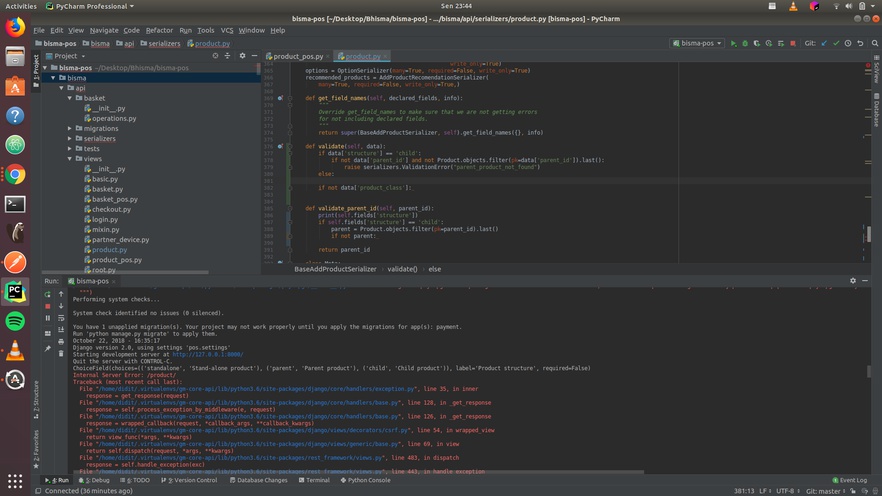 Activities
PyCharm Professional
Sen 23:44
bisma-pos [~/Desktop/Bhisma/bisma-pos] - .../bisma/api/serializers/product.py [bisma-pos] - PyCharm
File Edit View Navigate Code Refactor Run Tools VCS Window Git Help
bisma-pos
bisma
api
serializers
product.py
bisma-pos
Git:
1: Project
Project
bisma-pos ~/Desktop/Bhisma/bisma-pos
bisma
api
basket
__init__.py
operations.py
migrations
serializers
tests
views
__init__.py
basic.py
basket.py
basket_pos.py
checkout.py
login.py
mixin.py
partner_device.py
product.py
product_pos.py
root.py
product_pos.py
product.py
write_only=True)
options = OptionSerializer(many=True, required=False, write_only=True)
recommended_products = AddProductRecomendationSerializer(
many=True, required=False, write_only=True,)
def get_field_names(self, declared_fields, info):
"""
Override get_field_names to make sure that we are not getting errors
for not including declared fields.
"""
return super(BaseAddProductSerializer, self).get_field_names({}, info)
def validate(self, data):
if data['structure'] == 'child':
if not data['parent_id'] and not Product.objects.filter(pk=data['parent_id']).last():
raise serializers.ValidationError("parent_product_not_found")
else:
if not data['product_class']:
def validate_parent_id(self, parent_id):
print(self.fields['structure'])
if self.fields['structure'] == 'child':
parent = Product.objects.filter(pk=parent_id).last()
if not parent:
return parent_id
BaseAddProductSerializer
validate()
else
SciView
Database
Run:
bisma-pos
Performing system checks...
System check identified no issues (0 silenced).
You have 1 unapplied migration(s). Your project may not work properly until you apply the migrations for app(s): payment.
Run 'python manage.py migrate' to apply them.
October 22, 2018 - 16:35:17
Django version 2.0, using settings 'pos.settings'
Starting development server at http://127.0.0.1:8000/
Quit the server with CONTROL-C.
ChoiceField(choices=(('standalone', 'Stand-alone product'), ('parent', 'Parent product'), ('child', 'Child product')), label='Product structure', required=False)
Internal Server Error: /product/
Traceback (most recent call last):
File "/home/didit/.virtualenvs/gm-core-api/lib/python3.6/site-packages/django/core/handlers/exception.py", line 35, in inner
response = get_response(request)
File "/home/didit/.virtualenvs/gm-core-api/lib/python3.6/site-packages/django/core/handlers/base.py", line 128, in _get_response
response = self.process_exception_by_middleware(e, request)
File "/home/didit/.virtualenvs/gm-core-api/lib/python3.6/site-packages/django/core/handlers/base.py", line 126, in _get_response
response = wrapped_callback(request, *callback_args, **callback_kwargs)
File "/home/didit/.virtualenvs/gm-core-api/lib/python3.6/site-packages/django/views/decorators/csrf.py", line 54, in wrapped_view
return view_func(*args, **kwargs)
File "/home/didit/.virtualenvs/gm-core-api/lib/python3.6/site-packages/django/views/generic/base.py", line 69, in view
return self.dispatch(request, *args, **kwargs)
File "/home/didit/.virtualenvs/gm-core-api/lib/python3.6/site-packages/rest_framework/views.py", line 483, in dispatch
response = self.handle_exception(exc)
File "/home/didit/.virtualenvs/gm-core-api/lib/python3.6/site-packages/rest_framework/views.py", line 443, in handle_exception
Z: Structure
2: Favorites
4: Run
5: Debug
6: TODO
9: Version Control
Database Changes
Terminal
Python Console
Event Log
Connected (36 minutes ago)
381:13 LF UTF-8 Git: master